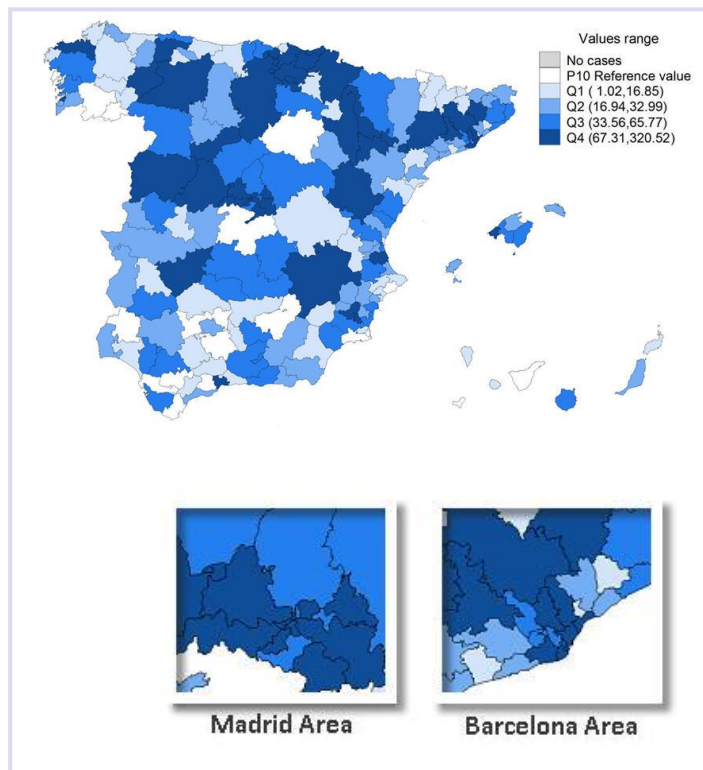 Values range
No cases
P10 Reference value
Q1 ( 1.02,16.85)
Q2 (16.94,32.99)
Q3 (33.56,65.77)
Q4 (67.31,320.52)
Madrid Area
Barcelona Area